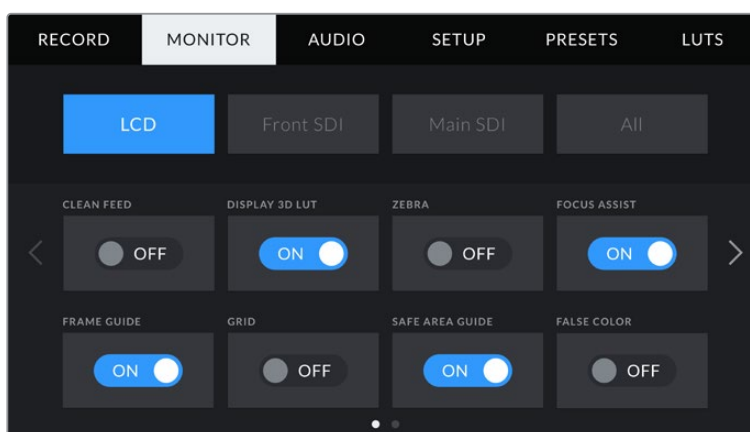 RECORD MONITOR AUDIO SETUP PRESETS LUTS
LCD Front SDI Main SDI All
CLEAN FEED DISPLAY 3D LUT ZEBRA FOCUS ASSIST
OFF ON OFF ON
FRAME GUIDE GRID SAFE AREA GUIDE FALSE COLOR
ON OFF ON OFF